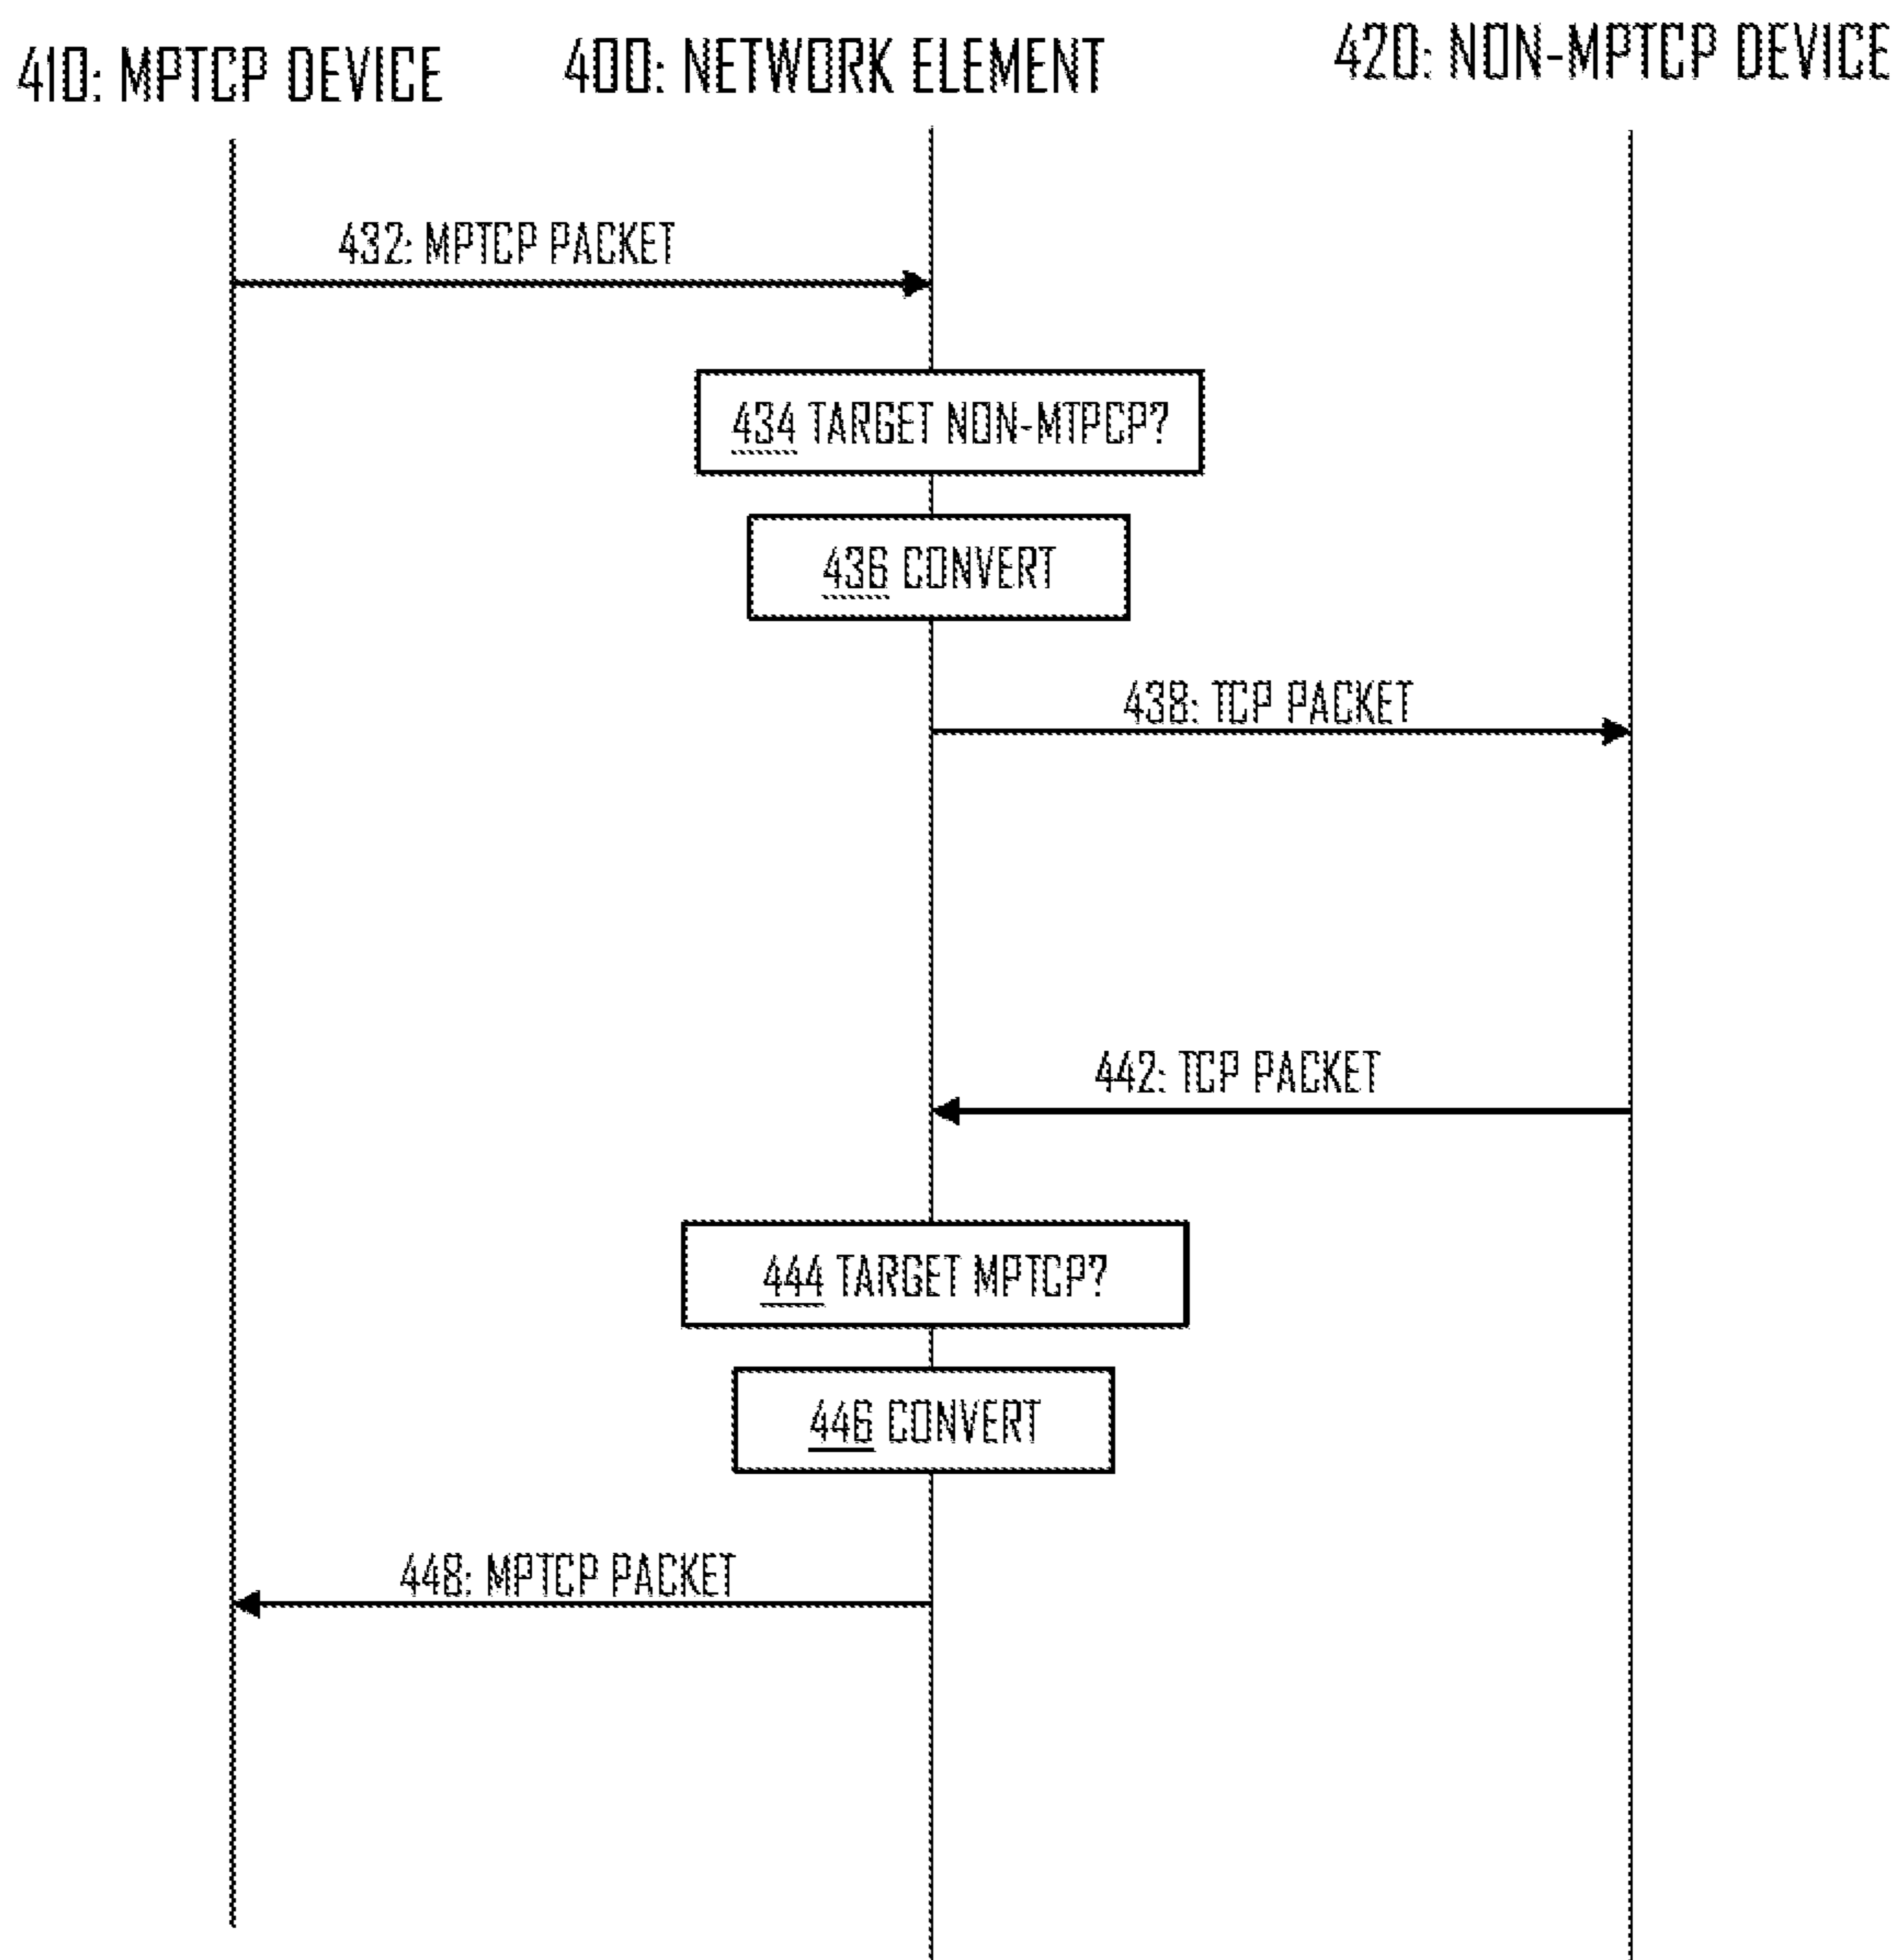 410: MPTCP DEVICE
400: NETWORK ELEMENT
420: NON-MPTCP DEVICE
432: MPTCP PACKET
434 TARGET NON-MTPCP?
436 CONVERT
438: TCP PACKET
442: TCP PACKET
444 TARGET MPTCP?
446 CONVERT
448: MPTCP PACKET